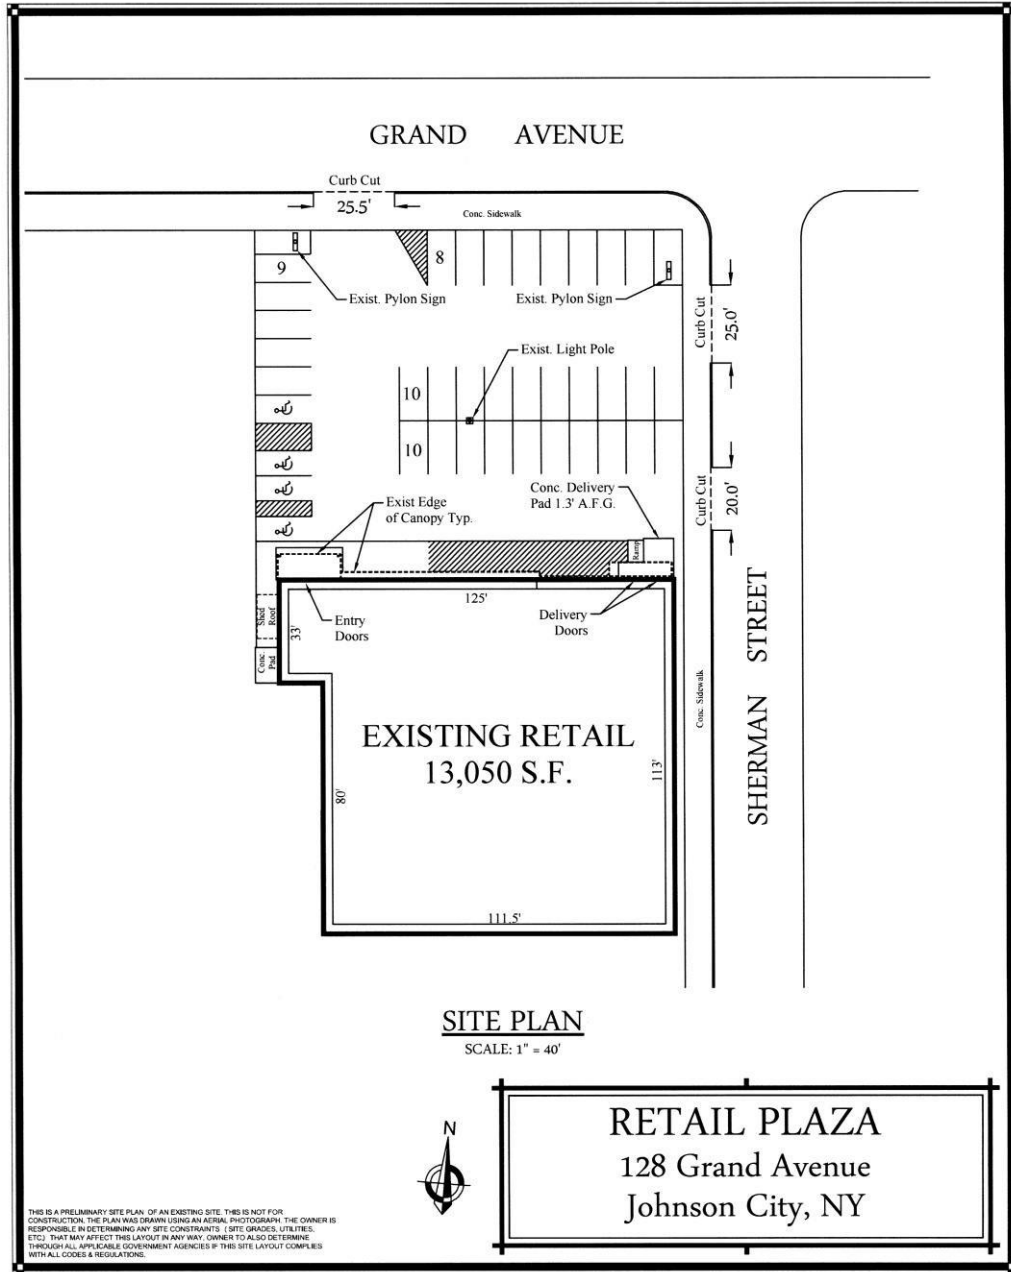 GRAND AVENUE
Curb Cut
25.5'
Conc. Sidewalk
9
8
Exist. Pylon Sign
Exist. Pylon Sign
Curb Cut
25.0'
Exist. Light Pole
10
10
Curb Cut
20.0'
Exist Edge
of Canopy Typ.
Conc. Delivery
Pad 1.3' A.F.G.
Ramp
125'
Shed
Roof
33'
Entry
Doors
Delivery
Doors
Conc.
Pad
SHERMAN STREET
Conc. Sidewalk
EXISTING RETAIL
13,050 S.F.
113'
80'
111.5'
SITE PLAN
SCALE: 1" = 40'
N
RETAIL PLAZA
128 Grand Avenue
Johnson City, NY
THIS IS A PRELIMINARY SITE PLAN OF AN EXISTING SITE. THIS IS NOT FOR
CONSTRUCTION. THE PLAN WAS DRAWN USING AN AERIAL PHOTOGRAPH. THE OWNER IS
RESPONSIBLE IN DETERMINING ANY SITE CONSTRAINTS (SITE GRADES, UTILITIES,
ETC.) THAT MAY AFFECT THIS LAYOUT IN ANY WAY. OWNER TO ALSO DETERMINE
THROUGH ALL APPLICABLE GOVERNMENT AGENCIES IF THIS SITE LAYOUT COMPLIES
WITH ALL CODES & REGULATIONS.